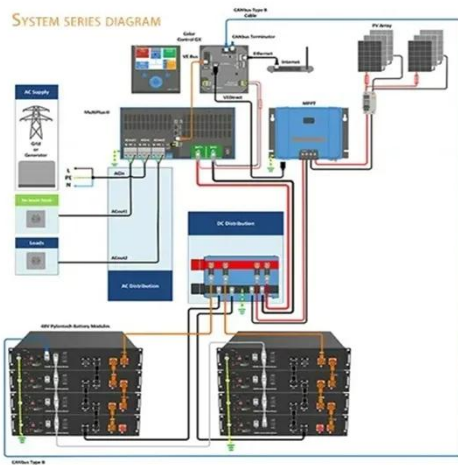 SYSTEM SERIES DIAGRAM
CANbus Type B
Cable
Color
Control GX
CANbus Terminator
PV Array
VE.Bus
Ethernet
Internet
AC Supply
VE.Direct
MPPT
Grid
or
Generator
L
PE
N
ACin
ACout1
Loads
DC Distribution
ACout2
AC Distribution
48V Pylontech Battery Modules
CANbus Type B